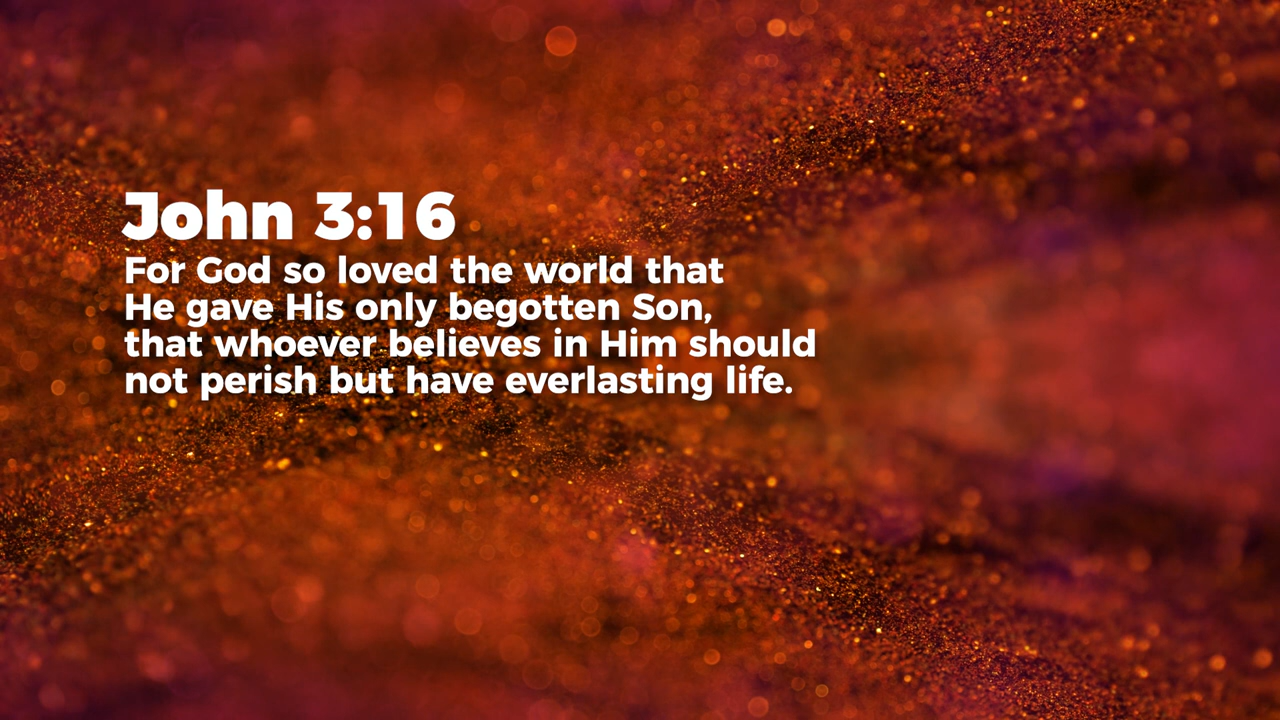 John 3:16
For God so loved the world that
He gave His only begotten Son,
that whoever believes in Him should
not perish but have everlasting life.